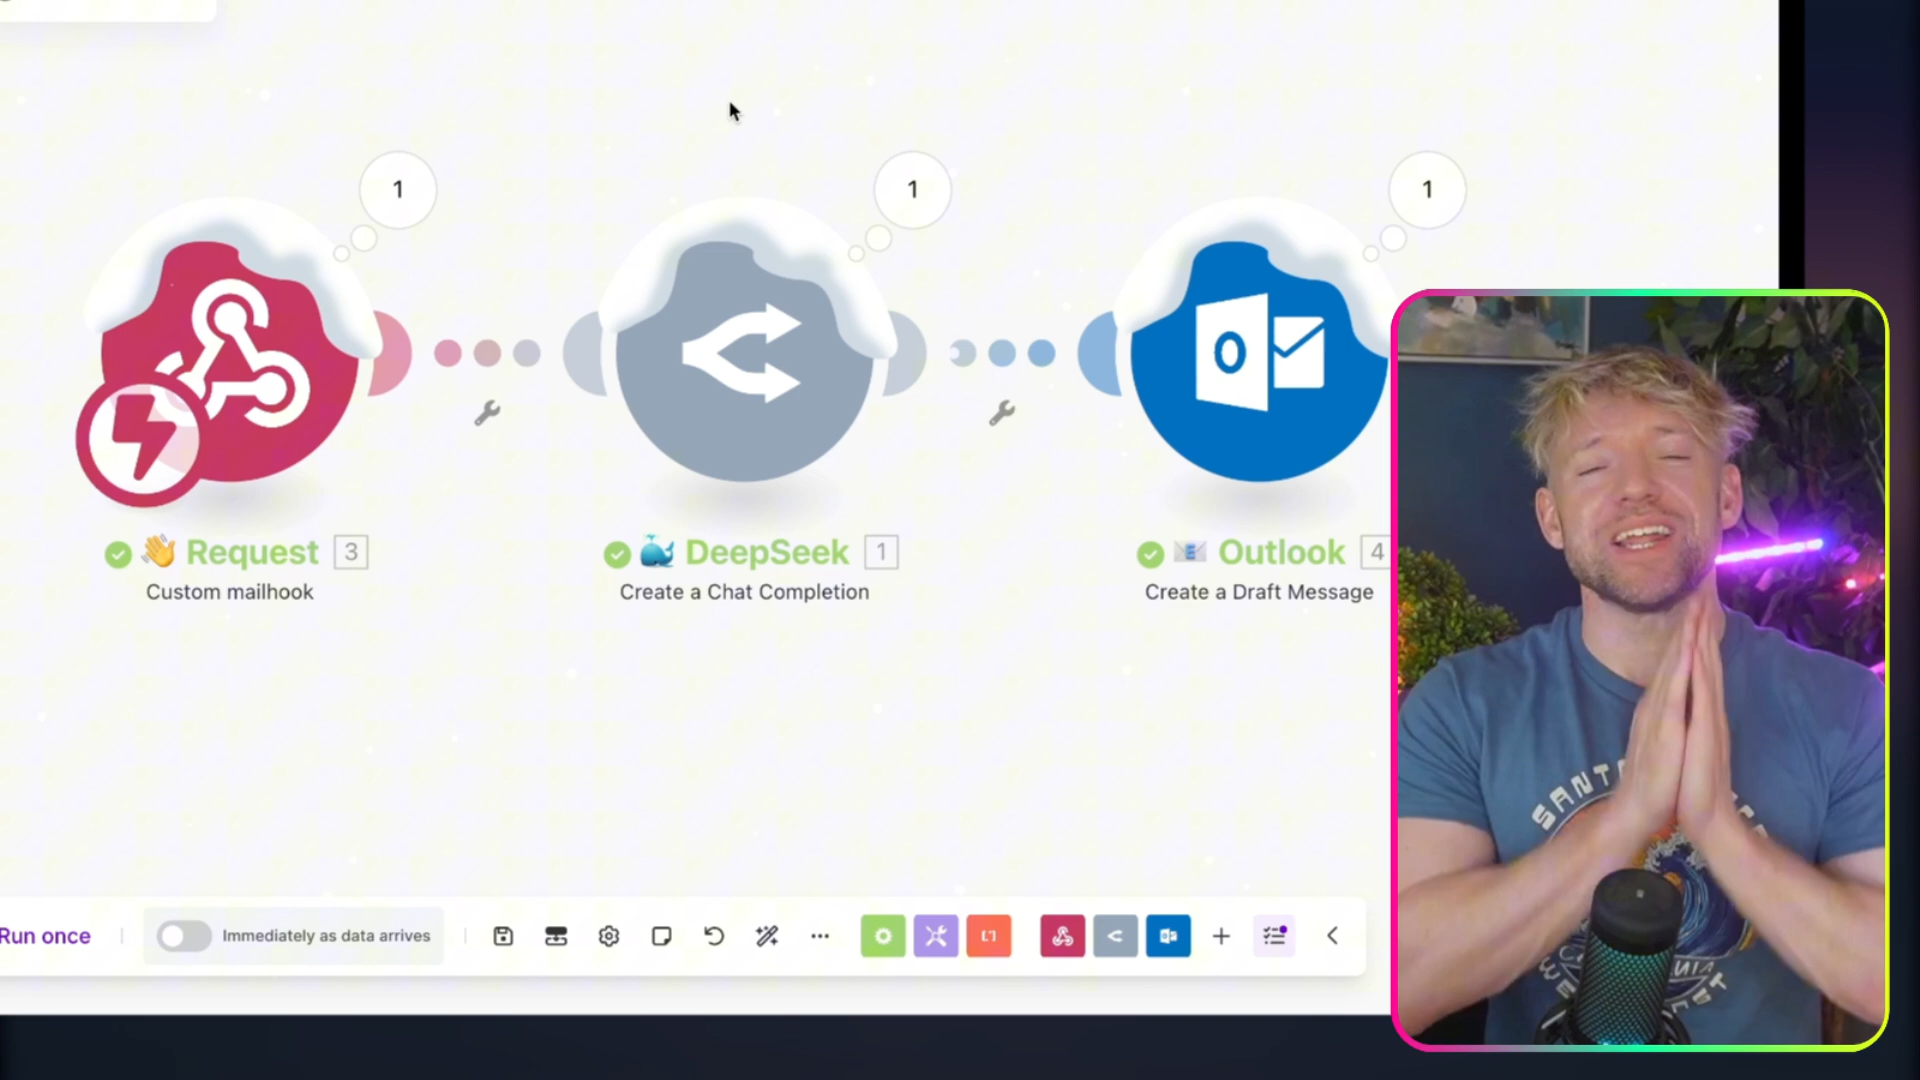 1
1
1
👋 Request 3
Custom mailhook
🐳 DeepSeek 1
Create a Chat Completion
📧 Outlook 4
Create a Draft Message
Run once
Immediately as data arrives
SANT